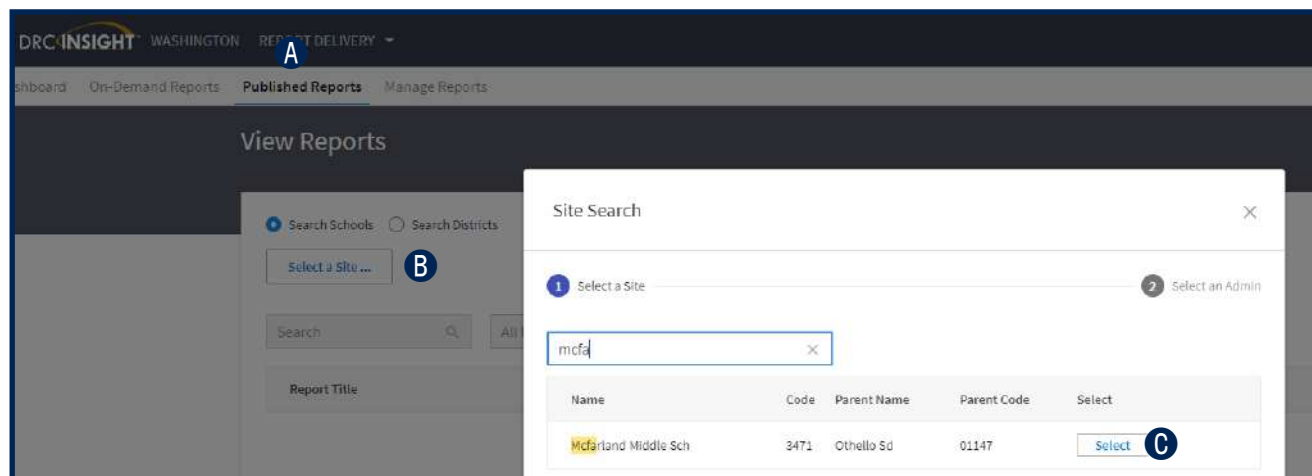 DRC INSIGHT WASHINGTON REPORT DELIVERY
A
shboard On-Demand Reports Published Reports Manage Reports
View Reports
Site Search
Search Schools Search Districts
Select a Site ...
B
1 Select a Site 2 Select an Admin
Search All
mcfa
Report Title
Name Code Parent Name Parent Code Select
Mcfarland Middle Sch 3471 Othello Sd 01147 Select C